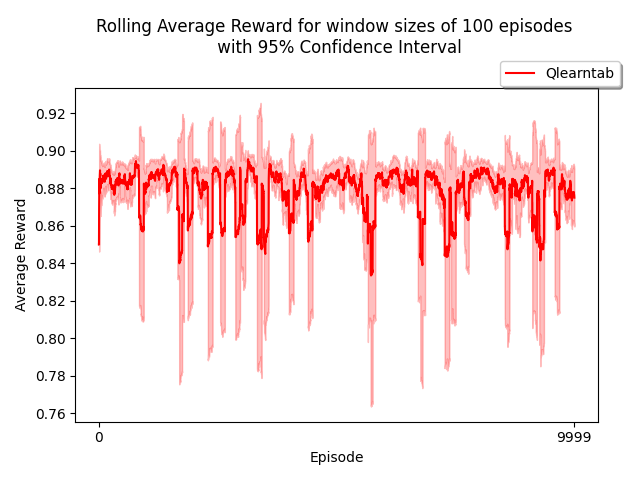 Rolling Average Reward for window sizes of 100 episodes
with 95% Confidence Interval
Qlearntab
Average Reward
0.92
0.90
0.88
0.86
0.84
0.82
0.80
0.78
0.76
0
9999
Episode